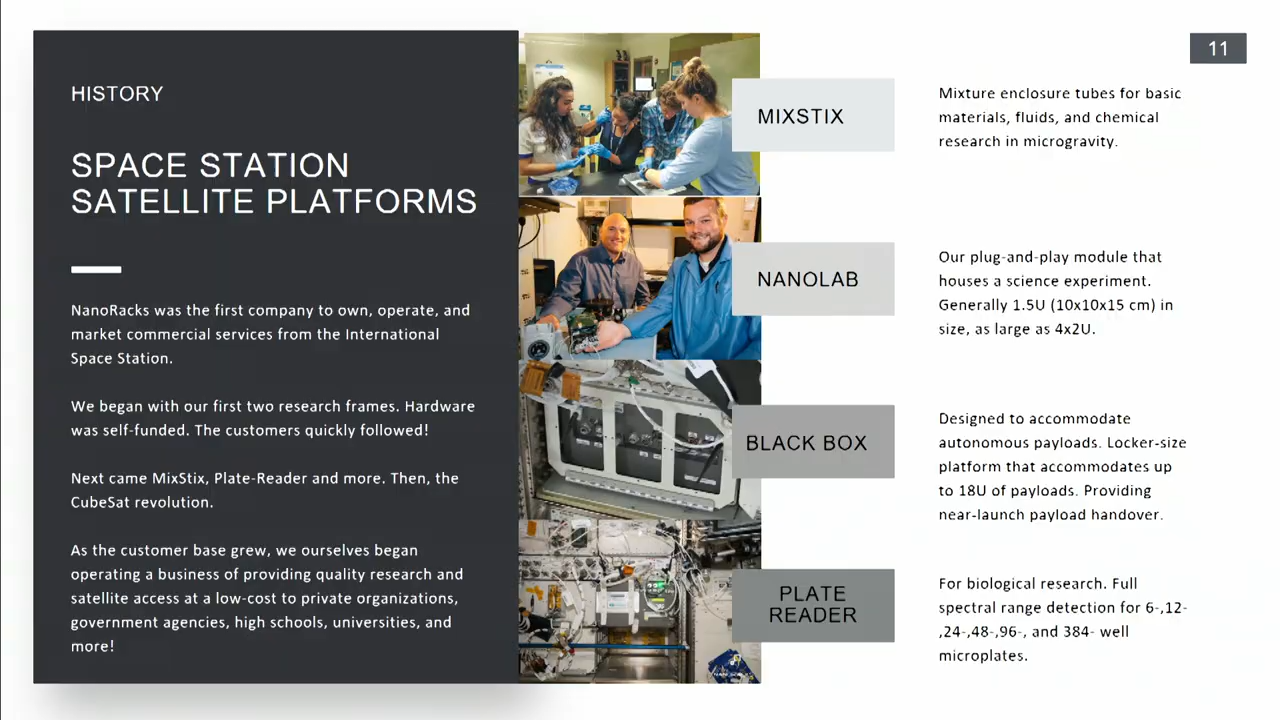 11
HISTORY
SPACE STATION
SATELLITE PLATFORMS
NanoRacks was the first company to own, operate, and
market commercial services from the International
Space Station.
We began with our first two research frames. Hardware
was self-funded. The customers quickly followed!
Next came MixStix, Plate-Reader and more. Then, the
CubeSat revolution.
As the customer base grew, we ourselves began
operating a business of providing quality research and
satellite access at a low-cost to private organizations,
government agencies, high schools, universities, and
more!
MIXSTIX
Mixture enclosure tubes for basic
materials, fluids, and chemical
research in microgravity.
NANOLAB
Our plug-and-play module that
houses a science experiment.
Generally 1.5U (10x10x15 cm) in
size, as large as 4x2U.
BLACK BOX
Designed to accommodate
autonomous payloads. Locker-size
platform that accommodates up
to 18U of payloads. Providing
near-launch payload handover.
PLATE
READER
For biological research. Full
spectral range detection for 6-,12-
,24-,48-,96-, and 384- well
microplates.